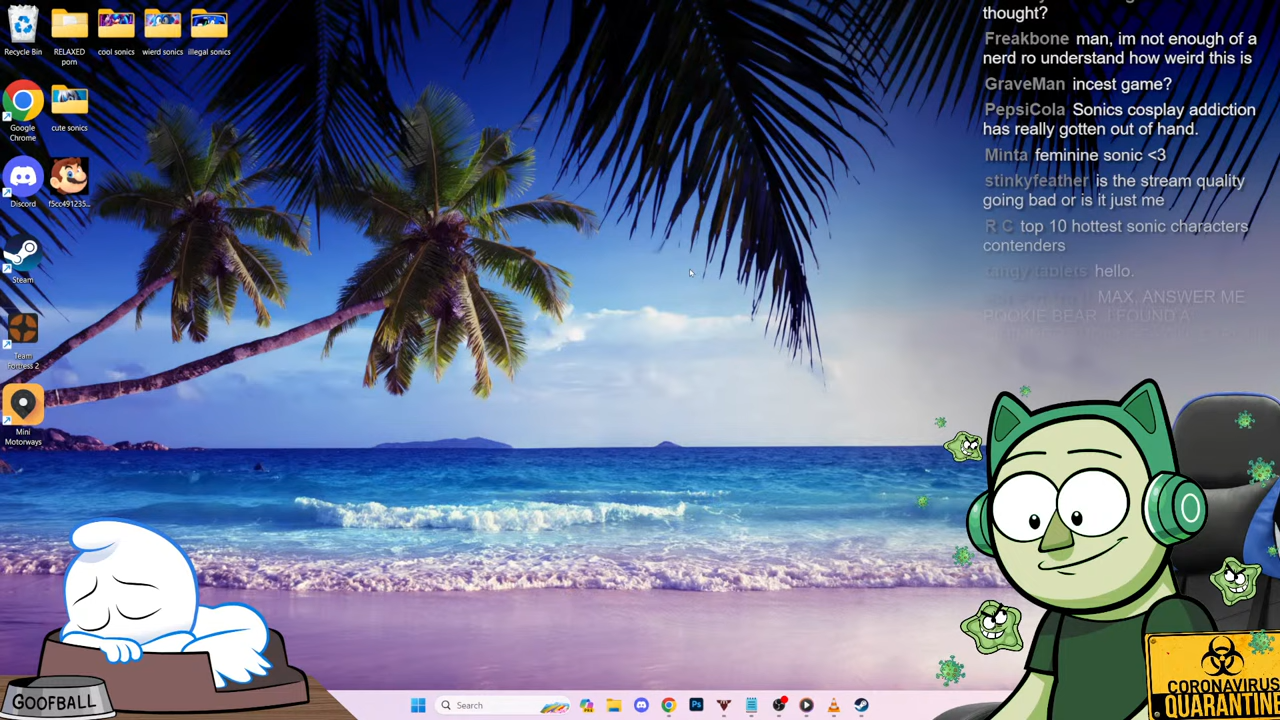 Recycle Bin
RELAXED
porn
cool sonics
wierd sonics
illegal sonics
Google
Chrome
cute sonics
Discord
f5cc491235...
Steam
Team
Fortress 2
Mini
Motorways
thought?
Freakbone man, im not enough of a
nerd ro understand how weird this is
GraveMan incest game?
PepsiCola Sonics cosplay addiction
has really gotten out of hand.
Minta feminine sonic <3
stinkyfeather is the stream quality
going bad or is it just me
R C top 10 hottest sonic characters
contenders
tangy tablets hello.
MAX, ANSWER ME
POOKIE BEAR, I FOUND A
GOOFBALL
CORONAVIRUS
QUARANTINE
Search
Ps